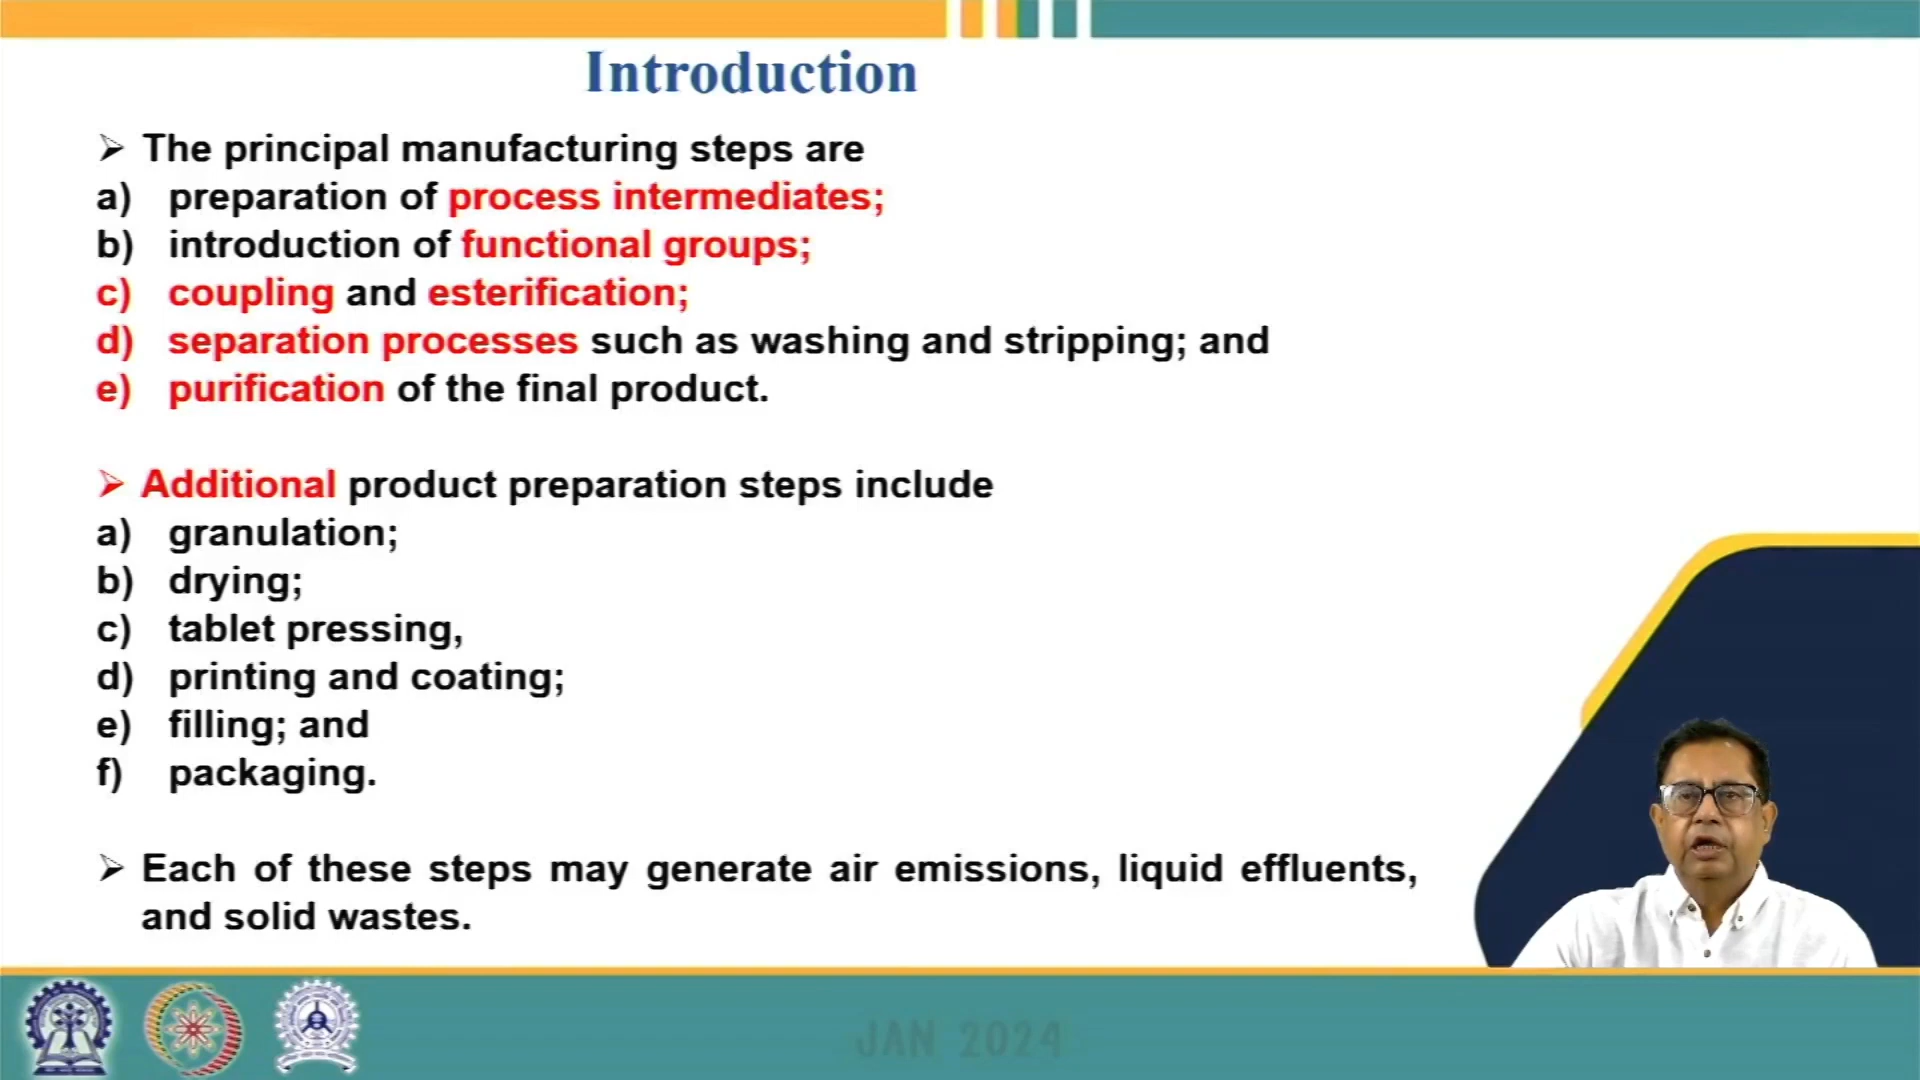 Introduction
➢ The principal manufacturing steps are
a) preparation of process intermediates;
b) introduction of functional groups;
c) coupling and esterification;
d) separation processes such as washing and stripping; and
e) purification of the final product.
➢ Additional product preparation steps include
a) granulation;
b) drying;
c) tablet pressing,
d) printing and coating;
e) filling; and
f) packaging.
➢ Each of these steps may generate air emissions, liquid effluents,
and solid wastes.
JAN 2024